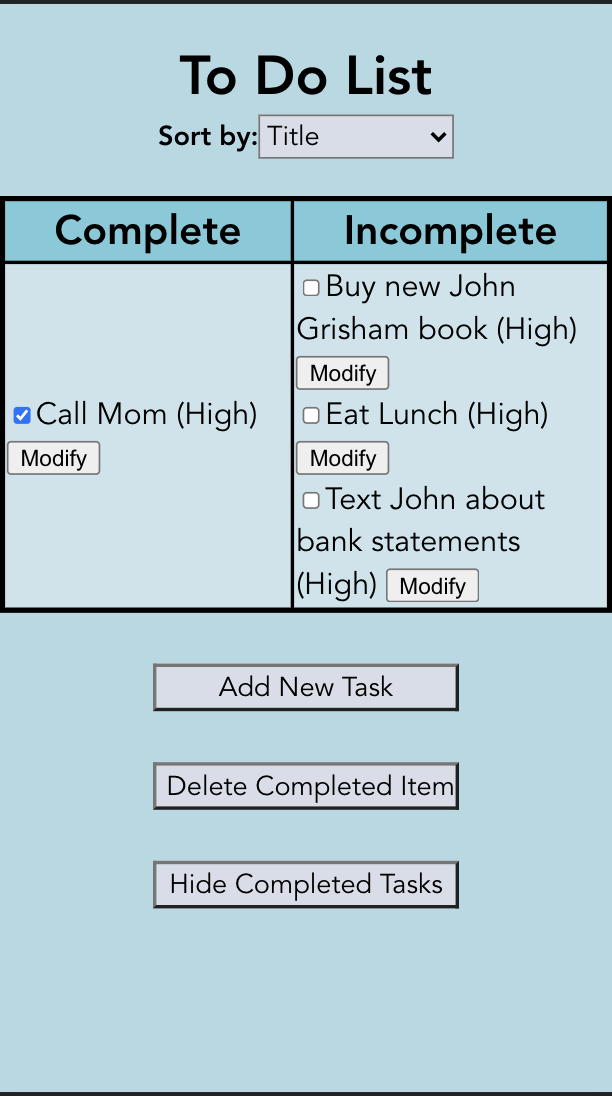 To Do List
Sort by: Title
Complete
Incomplete
Call Mom (High)
Modify
Buy new John
Grisham book (High)
Modify
Eat Lunch (High)
Modify
Text John about
bank statements
(High) Modify
Add New Task
Delete Completed Item
Hide Completed Tasks